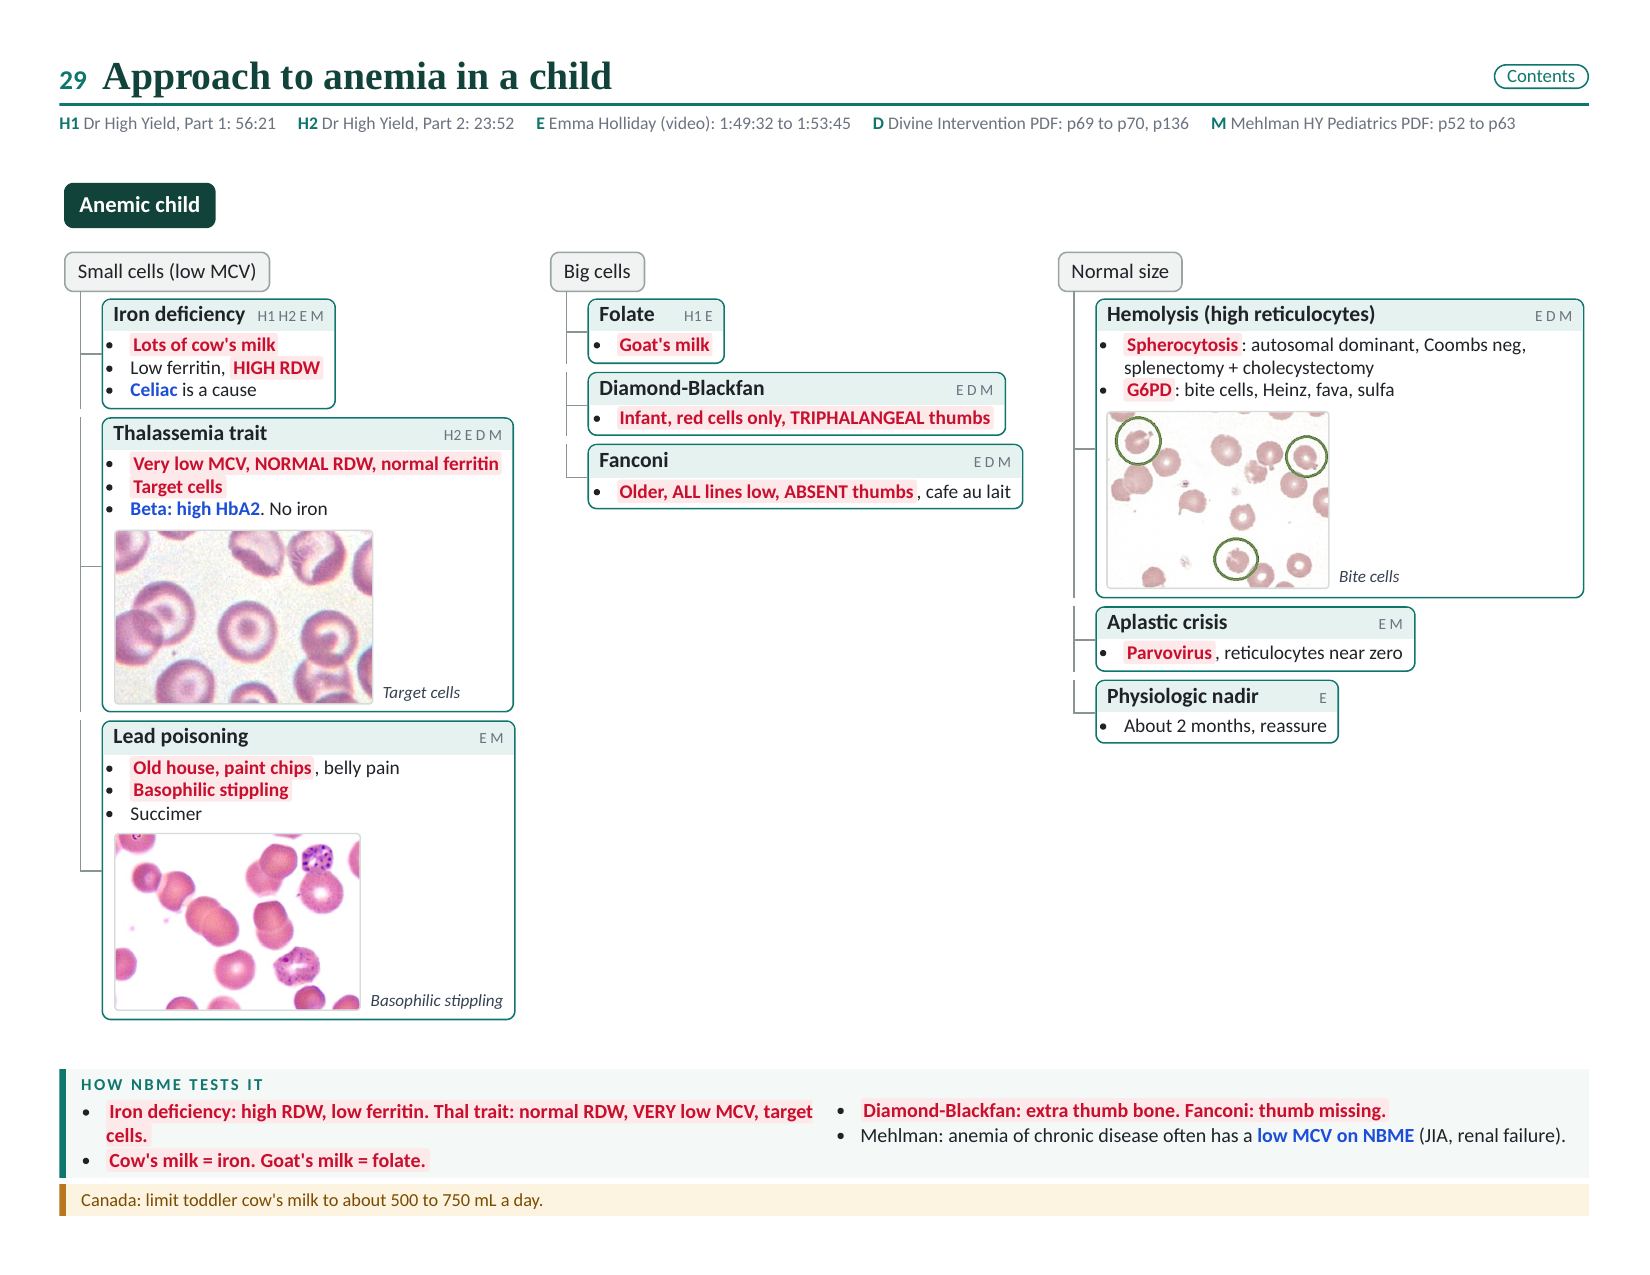 29 Approach to anemia in a child
Contents
H1 Dr High Yield, Part 1: 56:21 H2 Dr High Yield, Part 2: 23:52 E Emma Holliday (video): 1:49:32 to 1:53:45 D Divine Intervention PDF: p69 to p70, p136 M Mehlman HY Pediatrics PDF: p52 to p63
Anemic child
Small cells (low MCV)
Iron deficiency H1 H2 E M
• Lots of cow's milk
• Low ferritin, HIGH RDW
• Celiac is a cause
Thalassemia trait H2 E D M
• Very low MCV, NORMAL RDW, normal ferritin
• Target cells
• Beta: high HbA2. No iron
Target cells
Lead poisoning E M
• Old house, paint chips, belly pain
• Basophilic stippling
• Succimer
Basophilic stippling
Big cells
Folate H1 E
• Goat's milk
Diamond-Blackfan E D M
• Infant, red cells only, TRIPHALANGEAL thumbs
Fanconi E D M
• Older, ALL lines low, ABSENT thumbs, cafe au lait
Normal size
Hemolysis (high reticulocytes) E D M
• Spherocytosis: autosomal dominant, Coombs neg,
splenectomy + cholecystectomy
• G6PD: bite cells, Heinz, fava, sulfa
Bite cells
Aplastic crisis E M
• Parvovirus, reticulocytes near zero
Physiologic nadir E
• About 2 months, reassure
HOW NBME TESTS IT
• Iron deficiency: high RDW, low ferritin. Thal trait: normal RDW, VERY low MCV, target
cells.
• Cow's milk = iron. Goat's milk = folate.
• Diamond-Blackfan: extra thumb bone. Fanconi: thumb missing.
• Mehlman: anemia of chronic disease often has a low MCV on NBME (JIA, renal failure).
Canada: limit toddler cow's milk to about 500 to 750 mL a day.